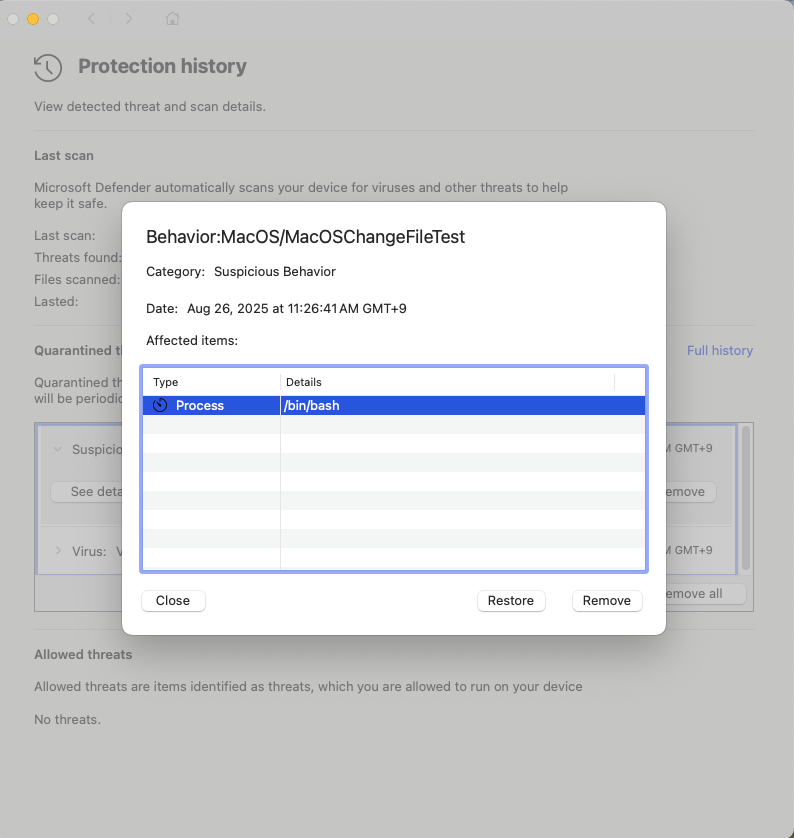 Protection history
View detected threat and scan details.
Last scan
Microsoft Defender automatically scans your device for viruses and other threats to help
keep it safe.
Last scan:
Threats found:
Files scanned:
Lasted:
Behavior:MacOS/MacOSChangeFileTest
Category: Suspicious Behavior
Date: Aug 26, 2025 at 11:26:41 AM GMT+9
Affected items:
Type Details
Process /bin/bash
Close Restore Remove
Quarantined t
Full history
Quarantined th
will be periodic
Suspicio
M GMT+9
See deta
emove
Virus: V
M GMT+9
emove all
Allowed threats
Allowed threats are items identified as threats, which you are allowed to run on your device
No threats.